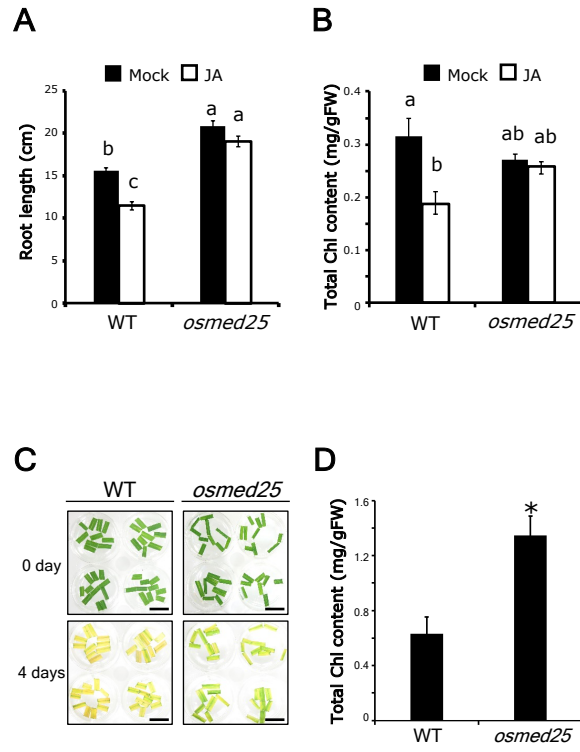 A
Mock JA
Root length (cm)
25
20
15
10
5
0
b
c
a a
WT osmed25
B
Mock JA
Total Chl content (mg/gFW)
0.4
0.3
0.2
0.1
0
a
b
ab ab
WT osmed25
C
WT osmed25
0 day
4 days
D
Total Chl content (mg/gFW)
1.6
1.2
0.8
0.4
0
*
WT osmed25